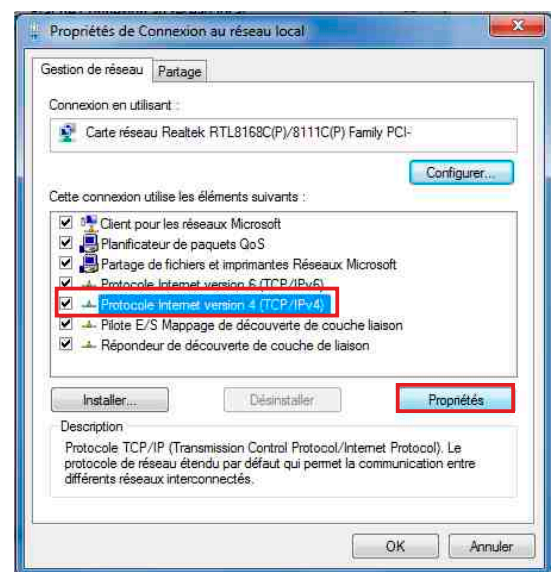 Propriétés de Connexion au réseau local
Gestion de réseau Partage
Connexion en utilisant :
Carte réseau Realtek RTL8168C(P)/8111C(P) Family PCI-
Configurer...
Cette connexion utilise les éléments suivants :
Client pour les réseaux Microsoft
Planificateur de paquets QoS
Partage de fichiers et imprimantes Réseaux Microsoft
Protocole Internet version 6 (TCP/IPv6)
Protocole Internet version 4 (TCP/IPv4)
Pilote E/S Mappage de découverte de couche liaison
Répondeur de découverte de couche de liaison
Installer... Désinstaller Propriétés
Description
Protocole TCP/IP (Transmission Control Protocol/Internet Protocol). Le
protocole de réseau étendu par défaut qui permet la communication entre
différents réseaux interconnectés.
OK Annuler